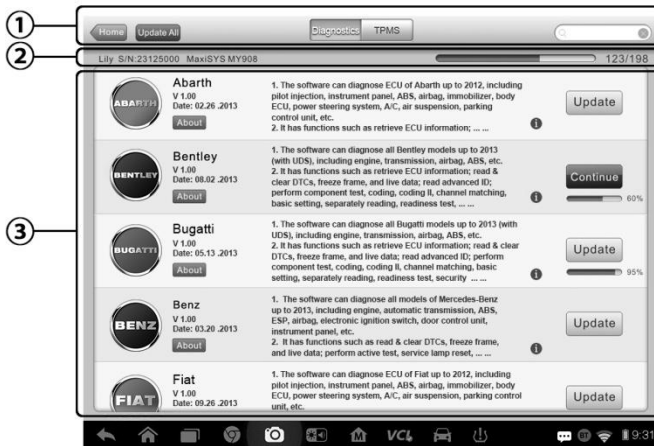 1
Home Update All Diagnostics TPMS
2
Lily S/N:23125000 MaxiSYS MY908 123/198
3
ABARTH
Abarth
V 1.00
Date: 02.26 .2013
About
1. The software can diagnose ECU of Abarth up to 2012, including
pilot injection, instrument panel, ABS, airbag, immobilizer, body
ECU, power steering system, A/C, air suspension, parking
control unit, etc.
2. It has functions such as retrieve ECU information; ... ...
i
Update
BENTLEY
Bentley
V 1.00
Date: 08.02 .2013
About
1. The software can diagnose all Bentley models up to 2013
(with UDS), including engine, transmission, airbag, ABS, etc.
2. It has functions such as retrieve ECU information; read &
clear DTCs, freeze frame, and live data; read advanced ID;
perform component test, coding, coding II, channel matching,
basic setting, separately reading, readiness test, ... ...
i
Continue
60%
BUGATTI
Bugatti
V 1.00
Date: 05.13 .2013
About
1. The software can diagnose all Bugatti models up to 2013 (with
UDS), including engine, transmission, airbag, ABS, etc.
2. It has functions such as retrieve ECU information; read & clear
DTCs, freeze frame, and live data; read advanced ID; perform
component test, coding, coding II, channel matching, basic
setting, separately reading, readiness test, security ... ...
i
Update
95%
BENZ
Benz
V 1.00
Date: 03.20 .2013
About
1. The software can diagnose all models of Mercedes-Benz
up to 2013, including engine, automatic transmission, ABS,
ESP, airbag, electronic ignition switch, door control unit,
instrument panel, etc.
2. It has functions such as read & clear DTCs, freeze frame,
and live data; perform active test, service lamp reset, ... ...
i
Update
FIAT
Fiat
V 1.00
Date: 09.26 .2013
1. The software can diagnose ECU of Fiat up to 2012, including
pilot injection, instrument panel, ABS, airbag, immobilizer, body
ECU, power steering system, A/C, air suspension, parking control
unit, etc.
Update
M VCI BT 9:31